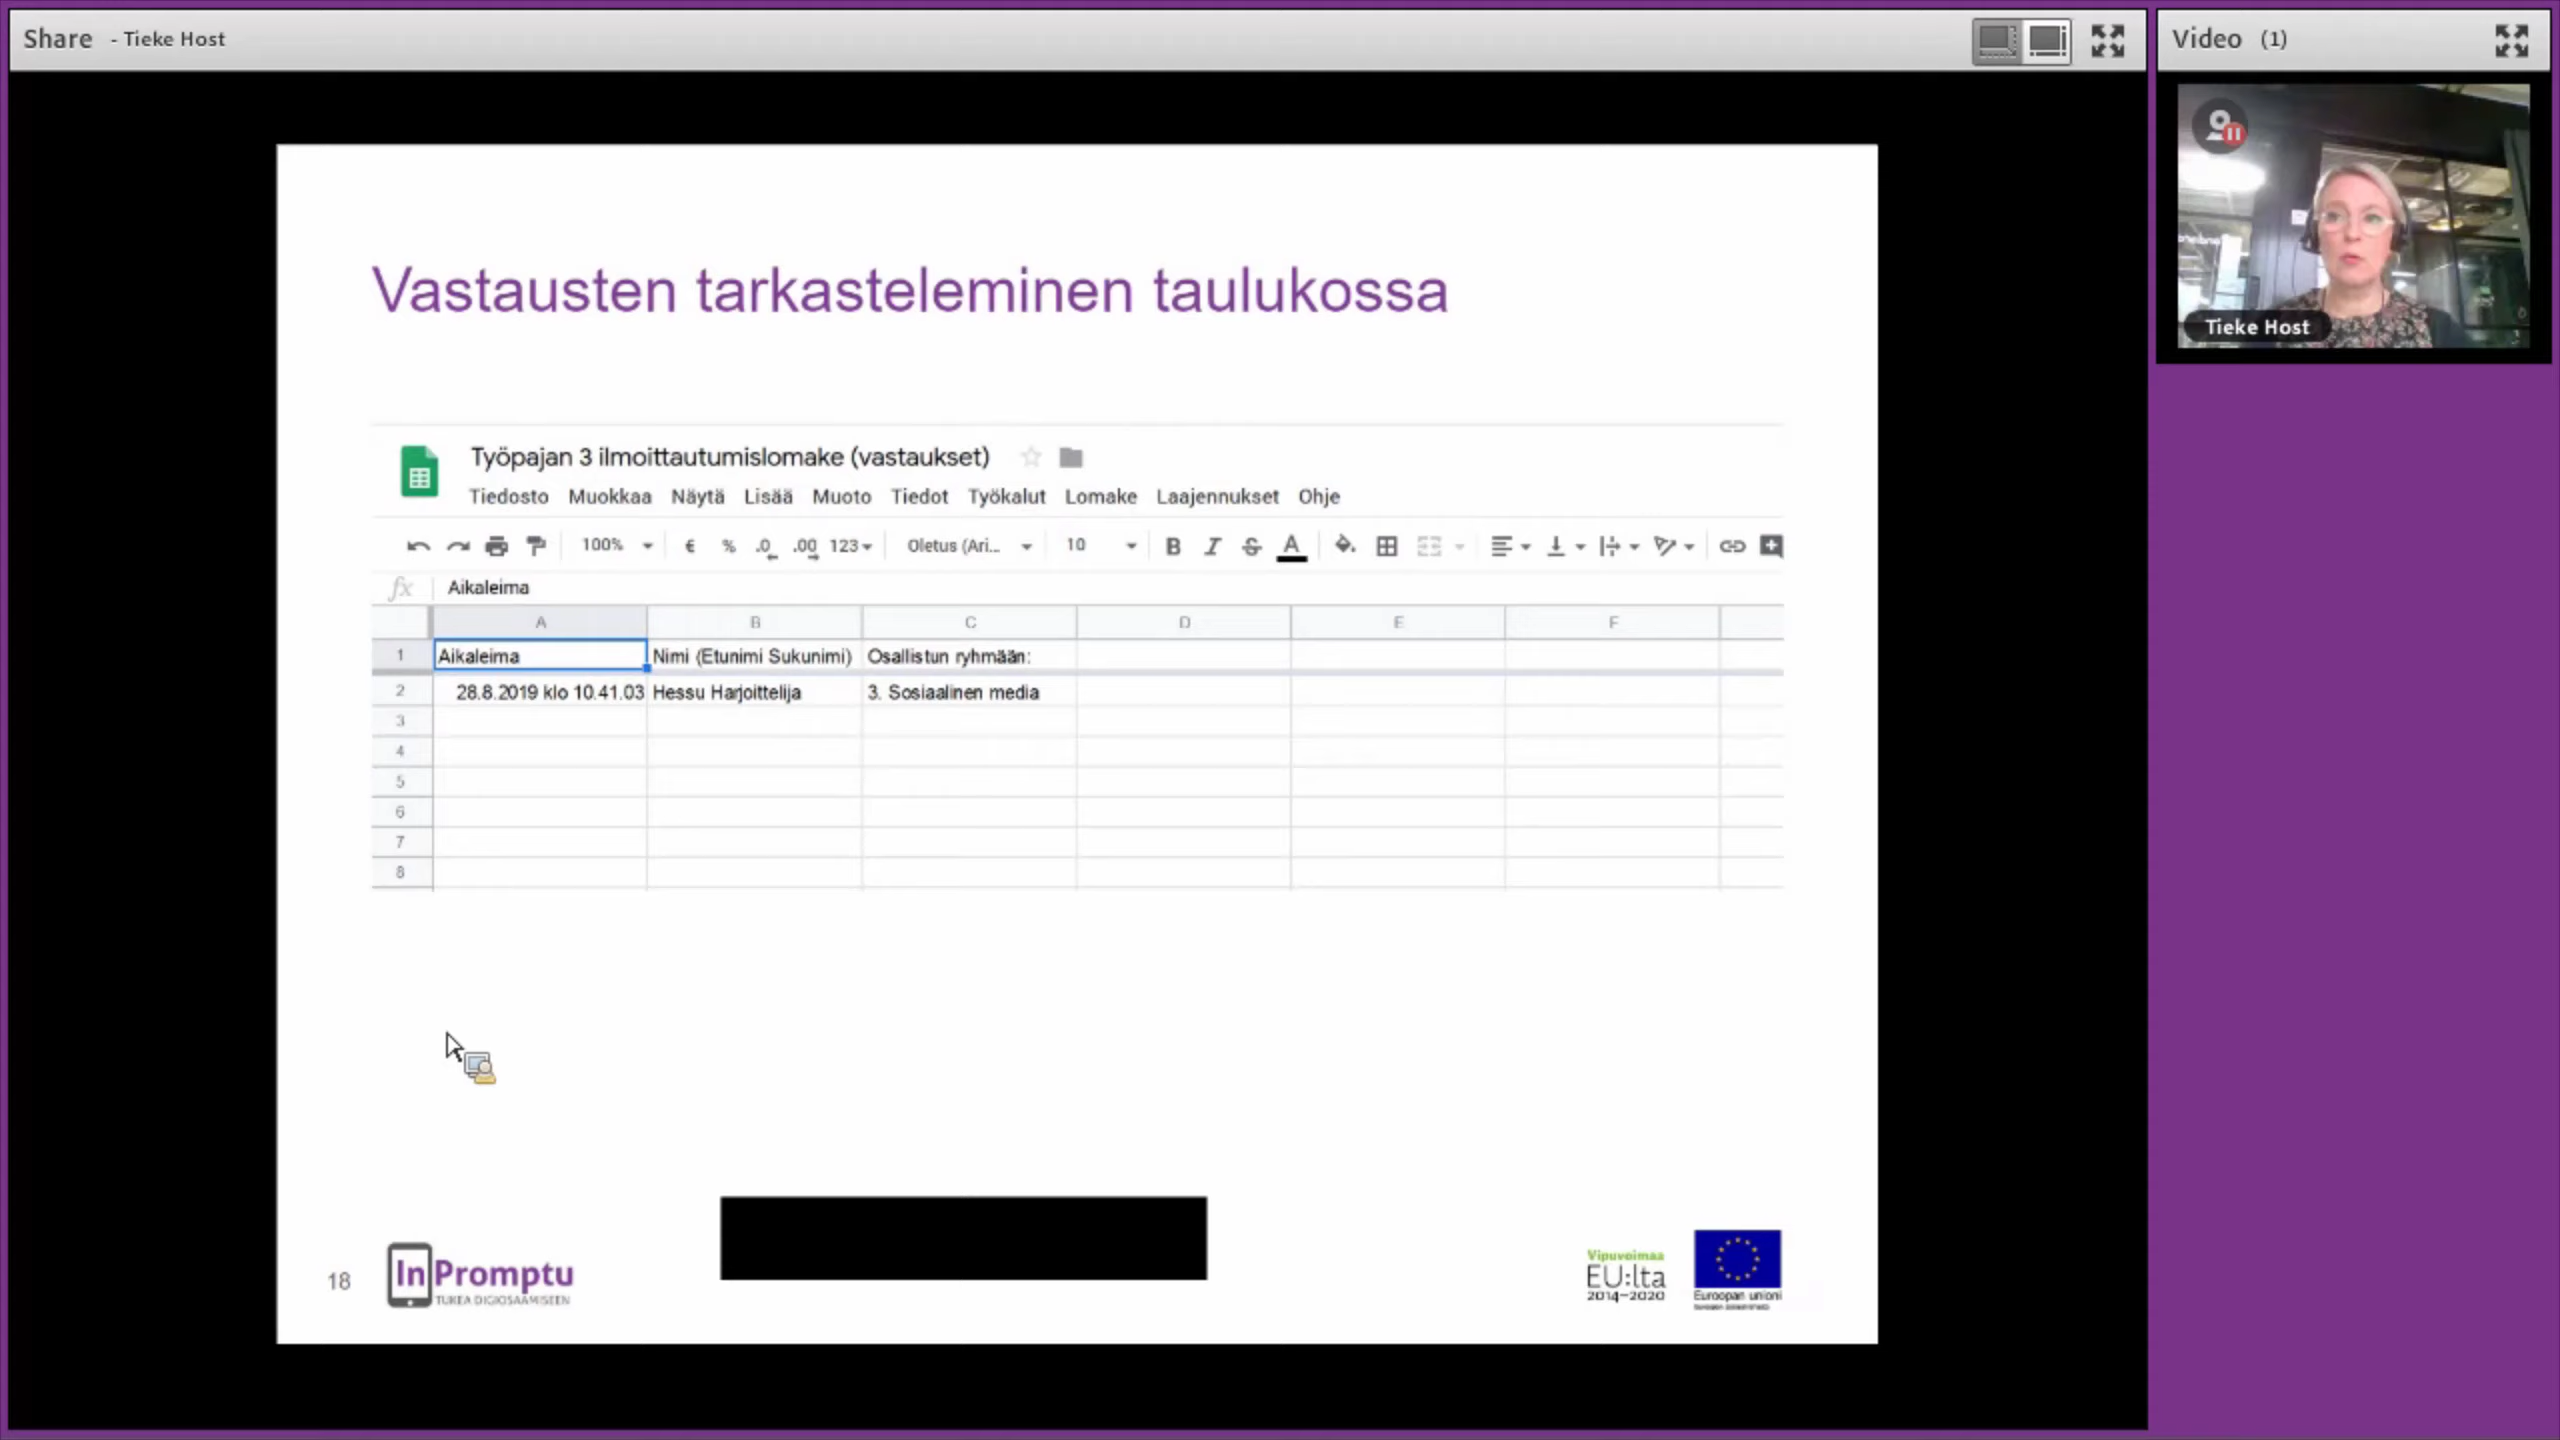 Share - Tieke Host
Video (1)
Tieke Host
Vastausten tarkasteleminen taulukossa
Työpajan 3 ilmoittautumislomake (vastaukset)
Tiedosto Muokkaa Näytä Lisää Muoto Tiedot Työkalut Lomake Laajennukset Ohje
100% € % .0 .00 123 Oletus (Ari... 10 B I S A
fx Aikaleima
A B C D E F
1 Aikaleima Nimi (Etunimi Sukunimi) Osallistun ryhmään:
2 28.8.2019 klo 10.41.03 Hessu Harjoittelija 3. Sosiaalinen media
3
4
5
6
7
8
18
InPromptu
TUKEA DIGIOSAAMISEEN
Vipuvoimaa
EU:lta
2014–2020
Euroopan unioni